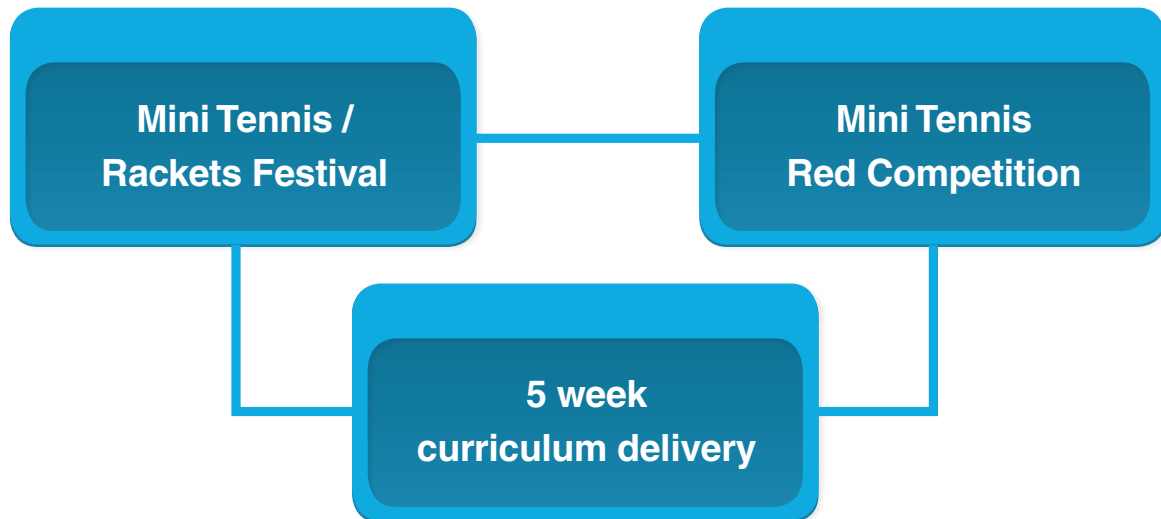 Mini Tennis /
Rackets Festival
Mini Tennis
Red Competition
5 week
curriculum delivery